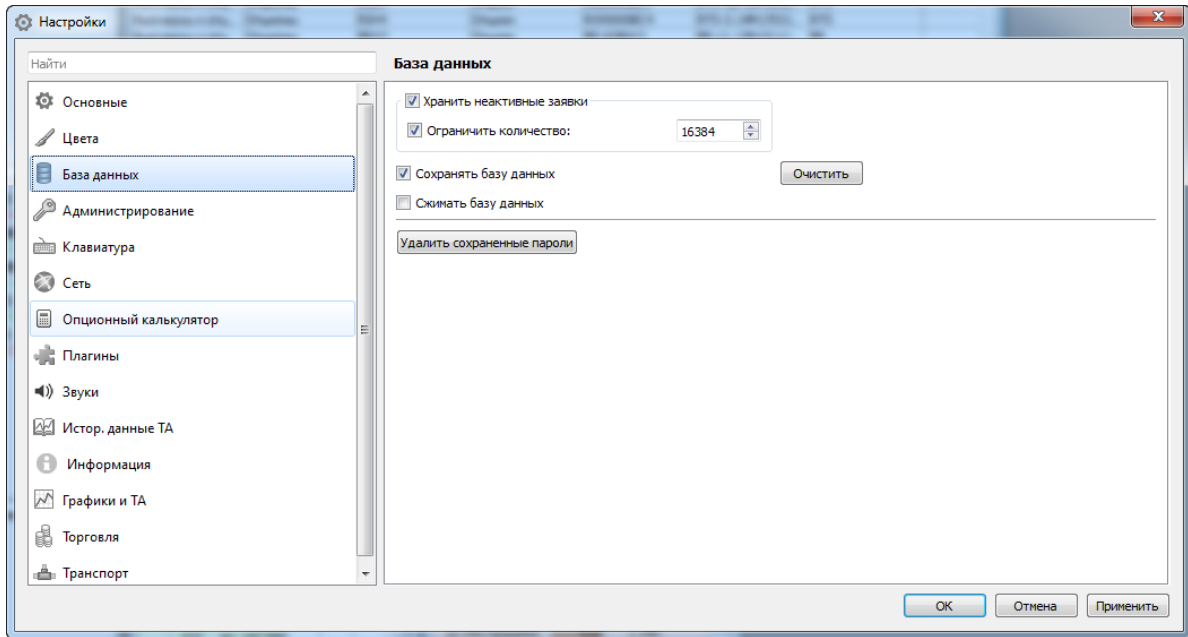 Настройки
Найти
База данных
Основные
Цвета
База данных
Администрирование
Клавиатура
Сеть
Опционный калькулятор
Плагины
Звуки
Истор. данные ТА
Информация
Графики и ТА
Торговля
Транспорт
Хранить неактивные заявки
Ограничить количество: 16384
Сохранять базу данных Очистить
Сжимать базу данных
Удалить сохраненные пароли
ОК Отмена Применить